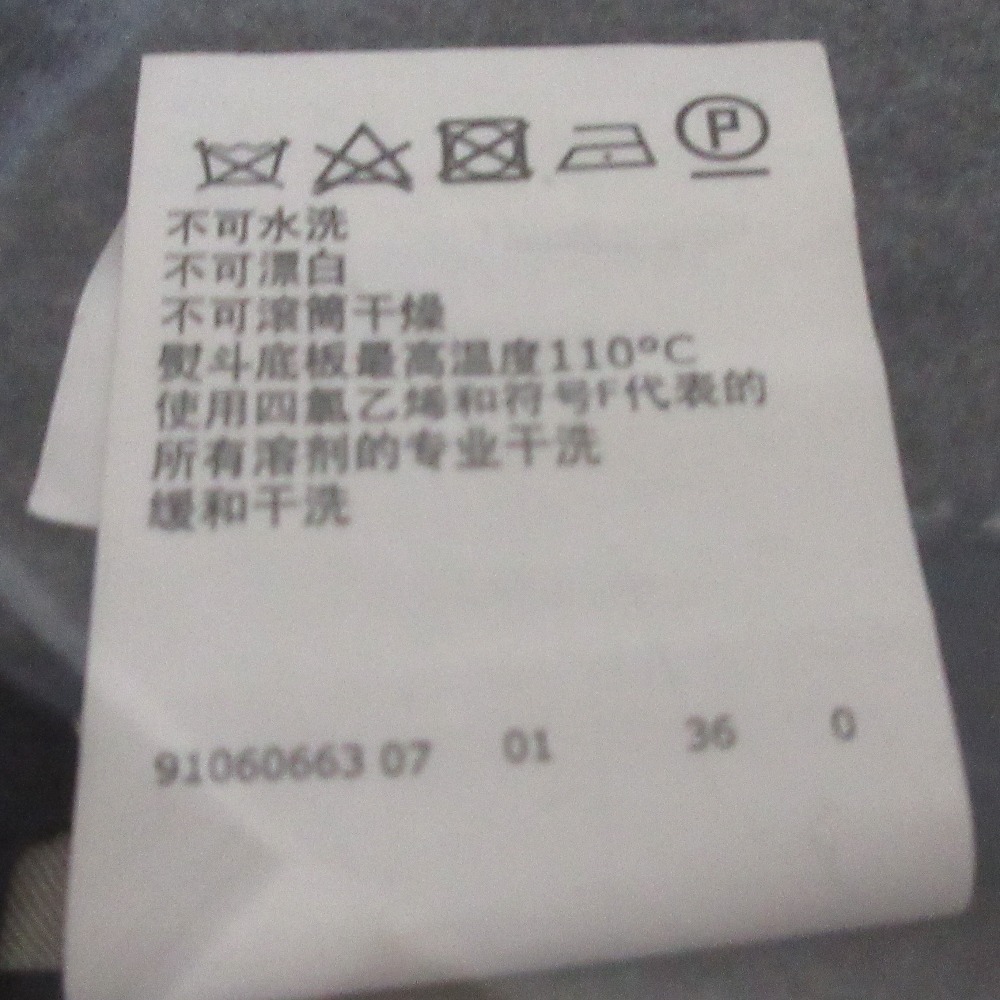 P
不可水洗
不可漂白
不可滚筒干燥
熨斗底板最高温度110°C
使用四氯乙烯和符号F代表的
所有溶剂的专业干洗
缓和干洗
91060663 07 01 36 0